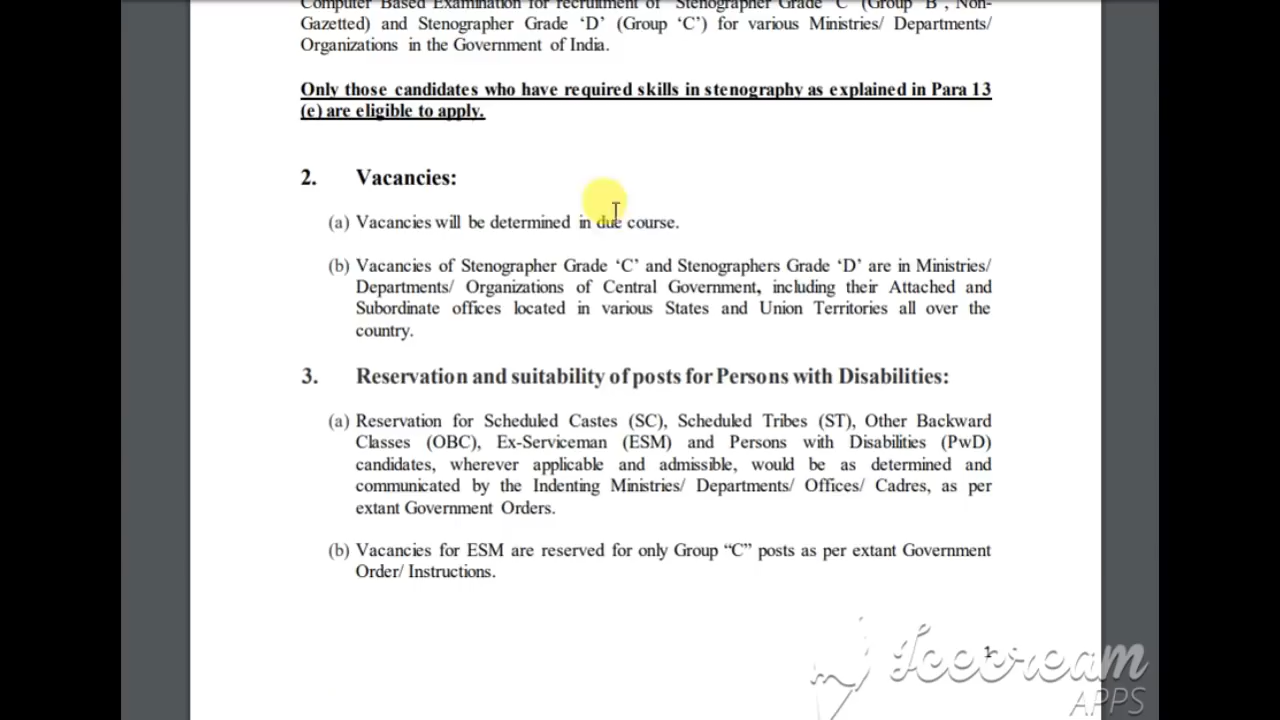 Computer Based Examination for recruitment of 'Stenographer Grade 'C' (Group 'B', Non-
Gazetted) and Stenographer Grade ‘D’ (Group ‘C’) for various Ministries/ Departments/
Organizations in the Government of India.
Only those candidates who have required skills in stenography as explained in Para 13
(e) are eligible to apply.
2. Vacancies:
(a) Vacancies will be determined in due course.
(b) Vacancies of Stenographer Grade ‘C’ and Stenographers Grade ‘D’ are in Ministries/
Departments/ Organizations of Central Government, including their Attached and
Subordinate offices located in various States and Union Territories all over the
country.
3. Reservation and suitability of posts for Persons with Disabilities:
(a) Reservation for Scheduled Castes (SC), Scheduled Tribes (ST), Other Backward
Classes (OBC), Ex-Serviceman (ESM) and Persons with Disabilities (PwD)
candidates, wherever applicable and admissible, would be as determined and
communicated by the Indenting Ministries/ Departments/ Offices/ Cadres, as per
extant Government Orders.
(b) Vacancies for ESM are reserved for only Group “C” posts as per extant Government
Order/ Instructions.
1
Icecream
APPS